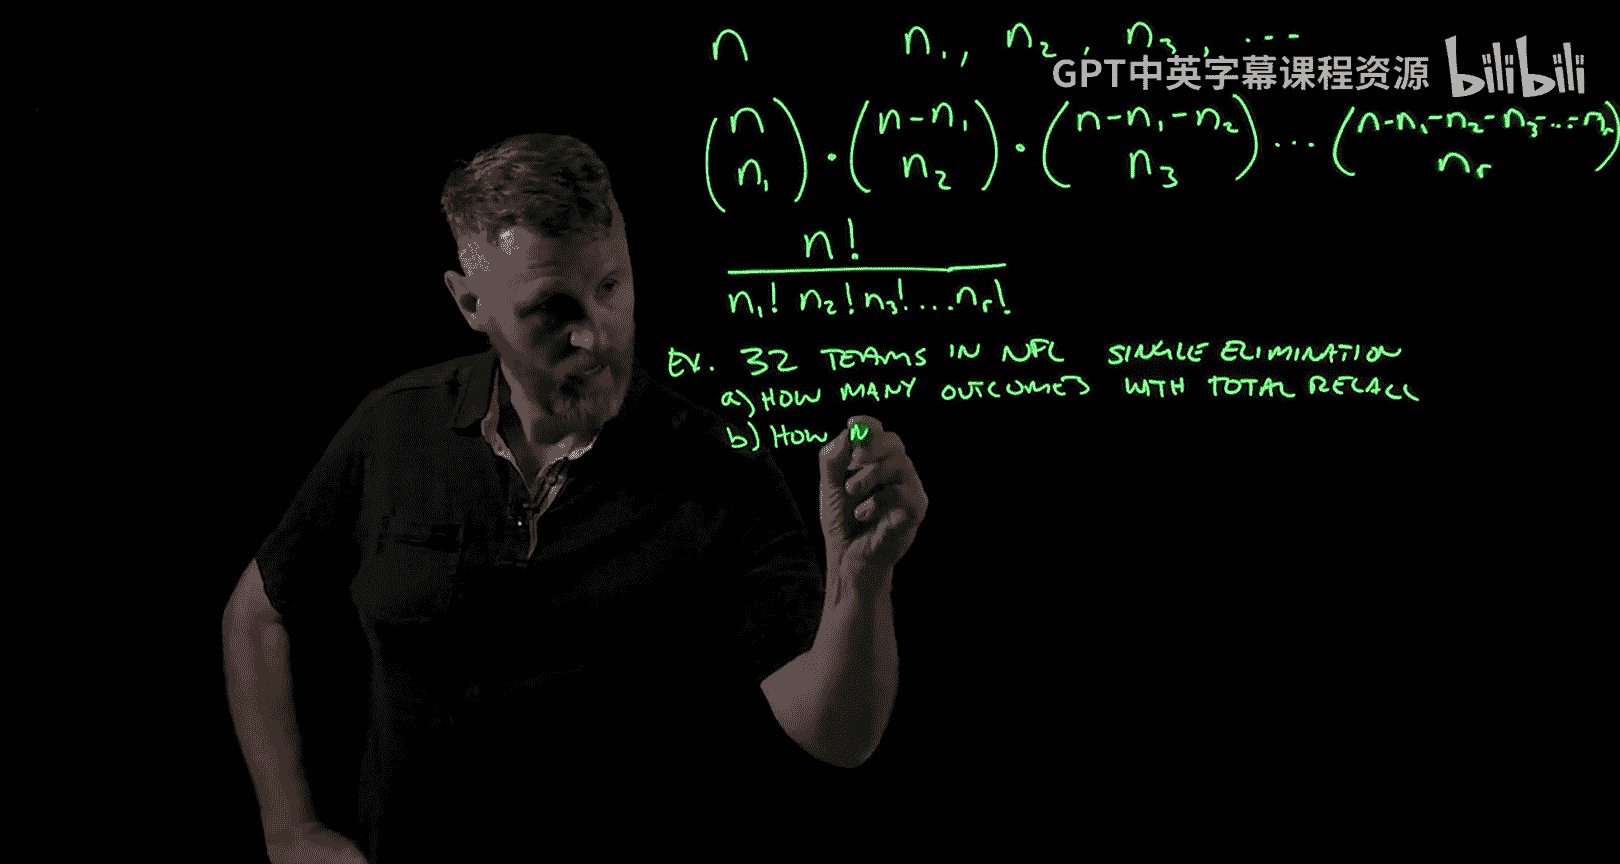 n n₁, n₂, n₃, ...
GPT中英字幕课程资源 bilibili
(n n₁) · (n-n₁ n₂) · (n-n₁-n₂ n₃) ... (n-n₁-n₂-n₃-...-nᵣ nᵣ)
n!
n₁! n₂! n₃! ... nᵣ!
EX. 32 TEAMS IN NFL SINGLE ELIMINATION
a) HOW MANY OUTCOMES WITH TOTAL RECALL
b) HOW M